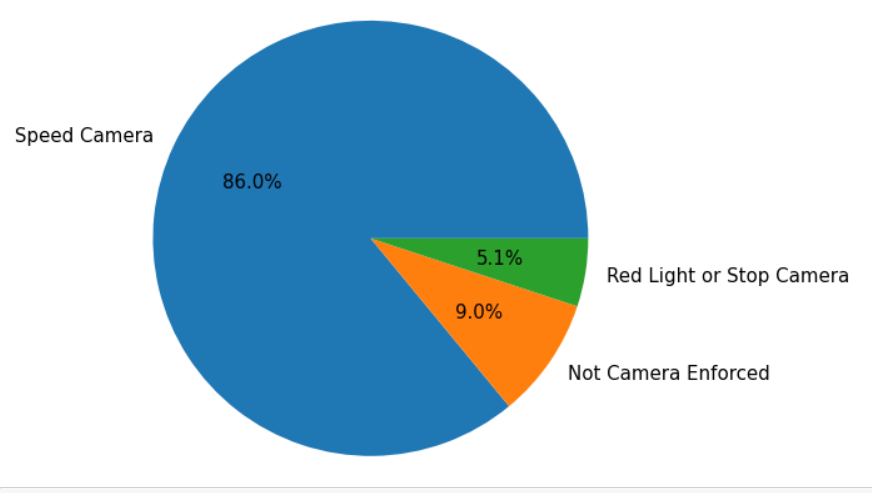 Speed Camera
86.0%
5.1%
Red Light or Stop Camera
9.0%
Not Camera Enforced